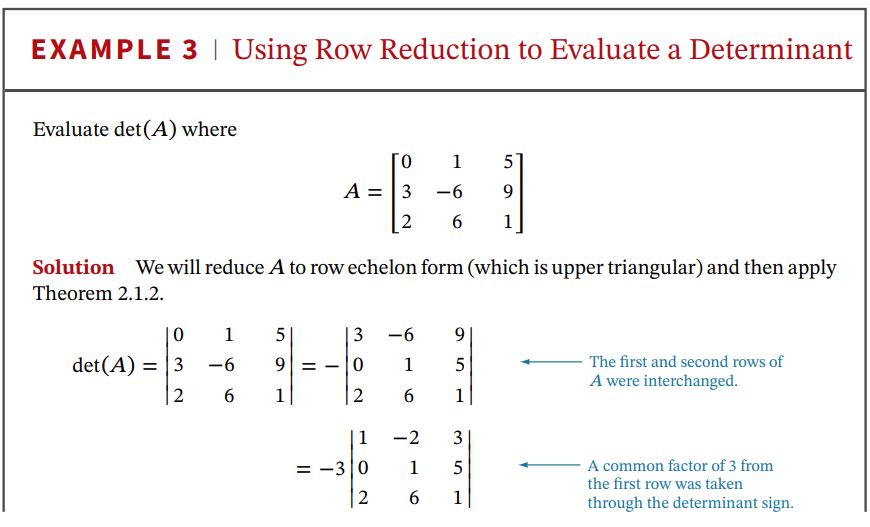 EXAMPLE 3 | Using Row Reduction to Evaluate a Determinant
Evaluate det(A) where
A = [0 1 5
3 −6 9
2 6 1]
Solution We will reduce A to row echelon form (which is upper triangular) and then apply
Theorem 2.1.2.
det(A) = |0 1 5
3 −6 9
2 6 1| = − |3 −6 9
0 1 5
2 6 1|
The first and second rows of
A were interchanged.
= −3 |1 −2 3
0 1 5
2 6 1|
A common factor of 3 from
the first row was taken
through the determinant sign.